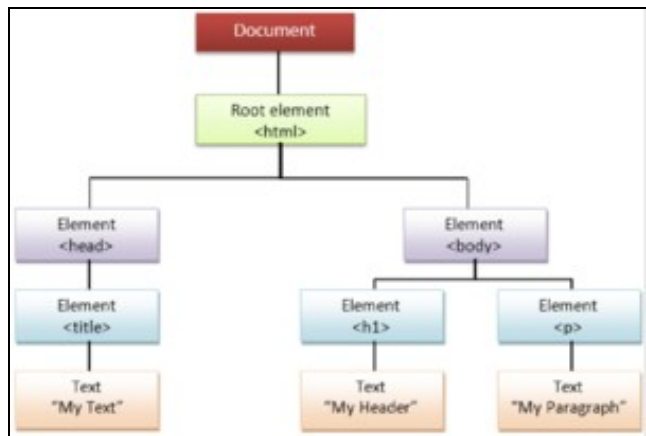 Document
Root element
<html>
Element
<head>
Element
<body>
Element
<title>
Element
<h1>
Element
<p>
Text
"My Text"
Text
"My Header"
Text
"My Paragraph"